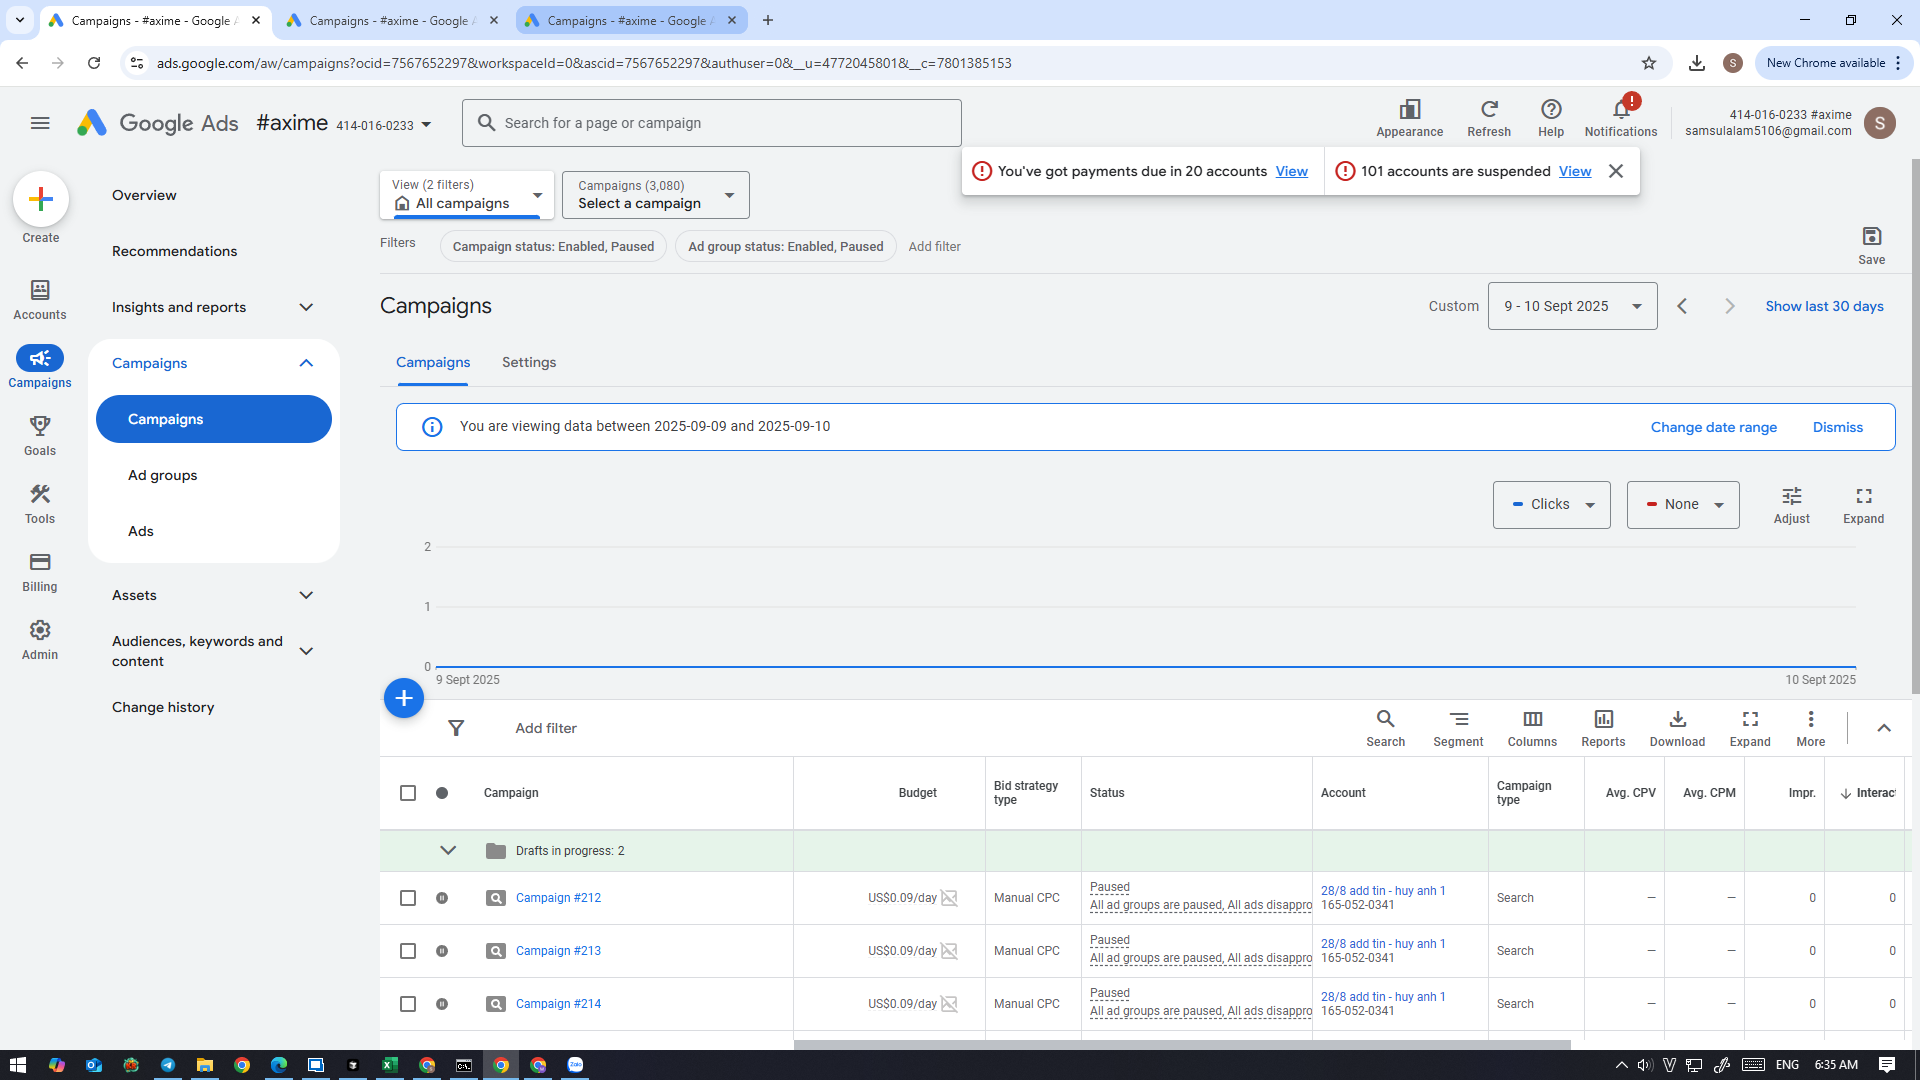 Campaigns - #axime - Google A
Campaigns - #axime - Google A
Campaigns - #axime - Google A
ads.google.com/aw/campaigns?ocid=7567652297&workspaceId=0&ascid=7567652297&authuser=0&__u=4772045801&__c=7801385153
S
New Chrome available
Google Ads
#axime 414-016-0233
Search for a page or campaign
Appearance
Refresh
Help
!
Notifications
414-016-0233 #axime
samsulalam5106@gmail.com
S
You've got payments due in 20 accounts View
101 accounts are suspended View
Create
Accounts
Campaigns
Goals
Tools
Billing
Admin
Overview
Recommendations
Insights and reports
Campaigns
Campaigns
Ad groups
Ads
Assets
Audiences, keywords and
content
Change history
View (2 filters)
All campaigns
Campaigns (3,080)
Select a campaign
Filters
Campaign status: Enabled, Paused
Ad group status: Enabled, Paused
Add filter
Save
Campaigns
Custom
9 - 10 Sept 2025
Show last 30 days
Campaigns
Settings
You are viewing data between 2025-09-09 and 2025-09-10
Change date range
Dismiss
Clicks
None
Adjust
Expand
2
1
0
9 Sept 2025
10 Sept 2025
Add filter
Search
Segment
Columns
Reports
Download
Expand
More
Campaign
Budget
Bid strategy
type
Status
Account
Campaign
type
Avg. CPV
Avg. CPM
Impr.
Interac
Drafts in progress: 2
Campaign #212
US$0.09/day
Manual CPC
Paused
All ad groups are paused, All ads disappro
28/8 add tin - huy anh 1
165-052-0341
Search
—
—
0
0
Campaign #213
US$0.09/day
Manual CPC
Paused
All ad groups are paused, All ads disappro
28/8 add tin - huy anh 1
165-052-0341
Search
—
—
0
0
Campaign #214
US$0.09/day
Manual CPC
Paused
All ad groups are paused, All ads disappro
28/8 add tin - huy anh 1
165-052-0341
Search
—
—
0
0
Zalo
ENG
6:35 AM